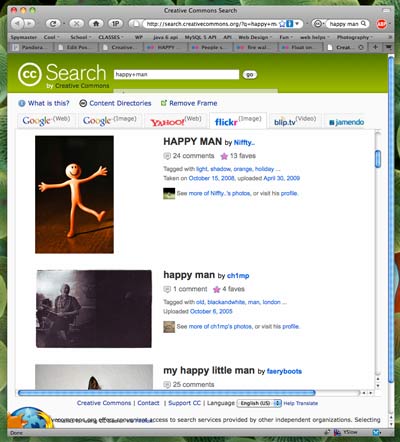 Creative Commons Search
http://search.creativecommons.org/?q=happy+m
happy man
ABP
Spymaster Cool School CLASSES WP java 6 api MySQL 5 API Web Design Fun web helps Photography
Pandora... Creative... HAPPY ... People s... fire wal... Float on... Creat...
cc Search
by Creative Commons
happy+man go
What is this? Content Directories Remove Frame
Google (Web) Google (Image) YAHOO! (Web) flickr (Image) blip.tv (Video) jamendo
HAPPY MAN by Niffty..
24 comments 13 faves
Tagged with light, shadow, orange, holiday ...
Taken on October 15, 2008, uploaded April 30, 2009
See more of Niffty..'s photos, or visit his profile.
happy man by ch1mp
1 comment 4 faves
Tagged with old, blackandwhite, man, london ...
Uploaded October 6, 2005
See more of ch1mp's photos, or visit his profile.
my happy little man by faeryboots
25 comments
Creative Commons | Contact | Support CC | Language English (US) Help Translate
offers convenient access to search services provided by other independent organizations. Selecting
Done YSlow